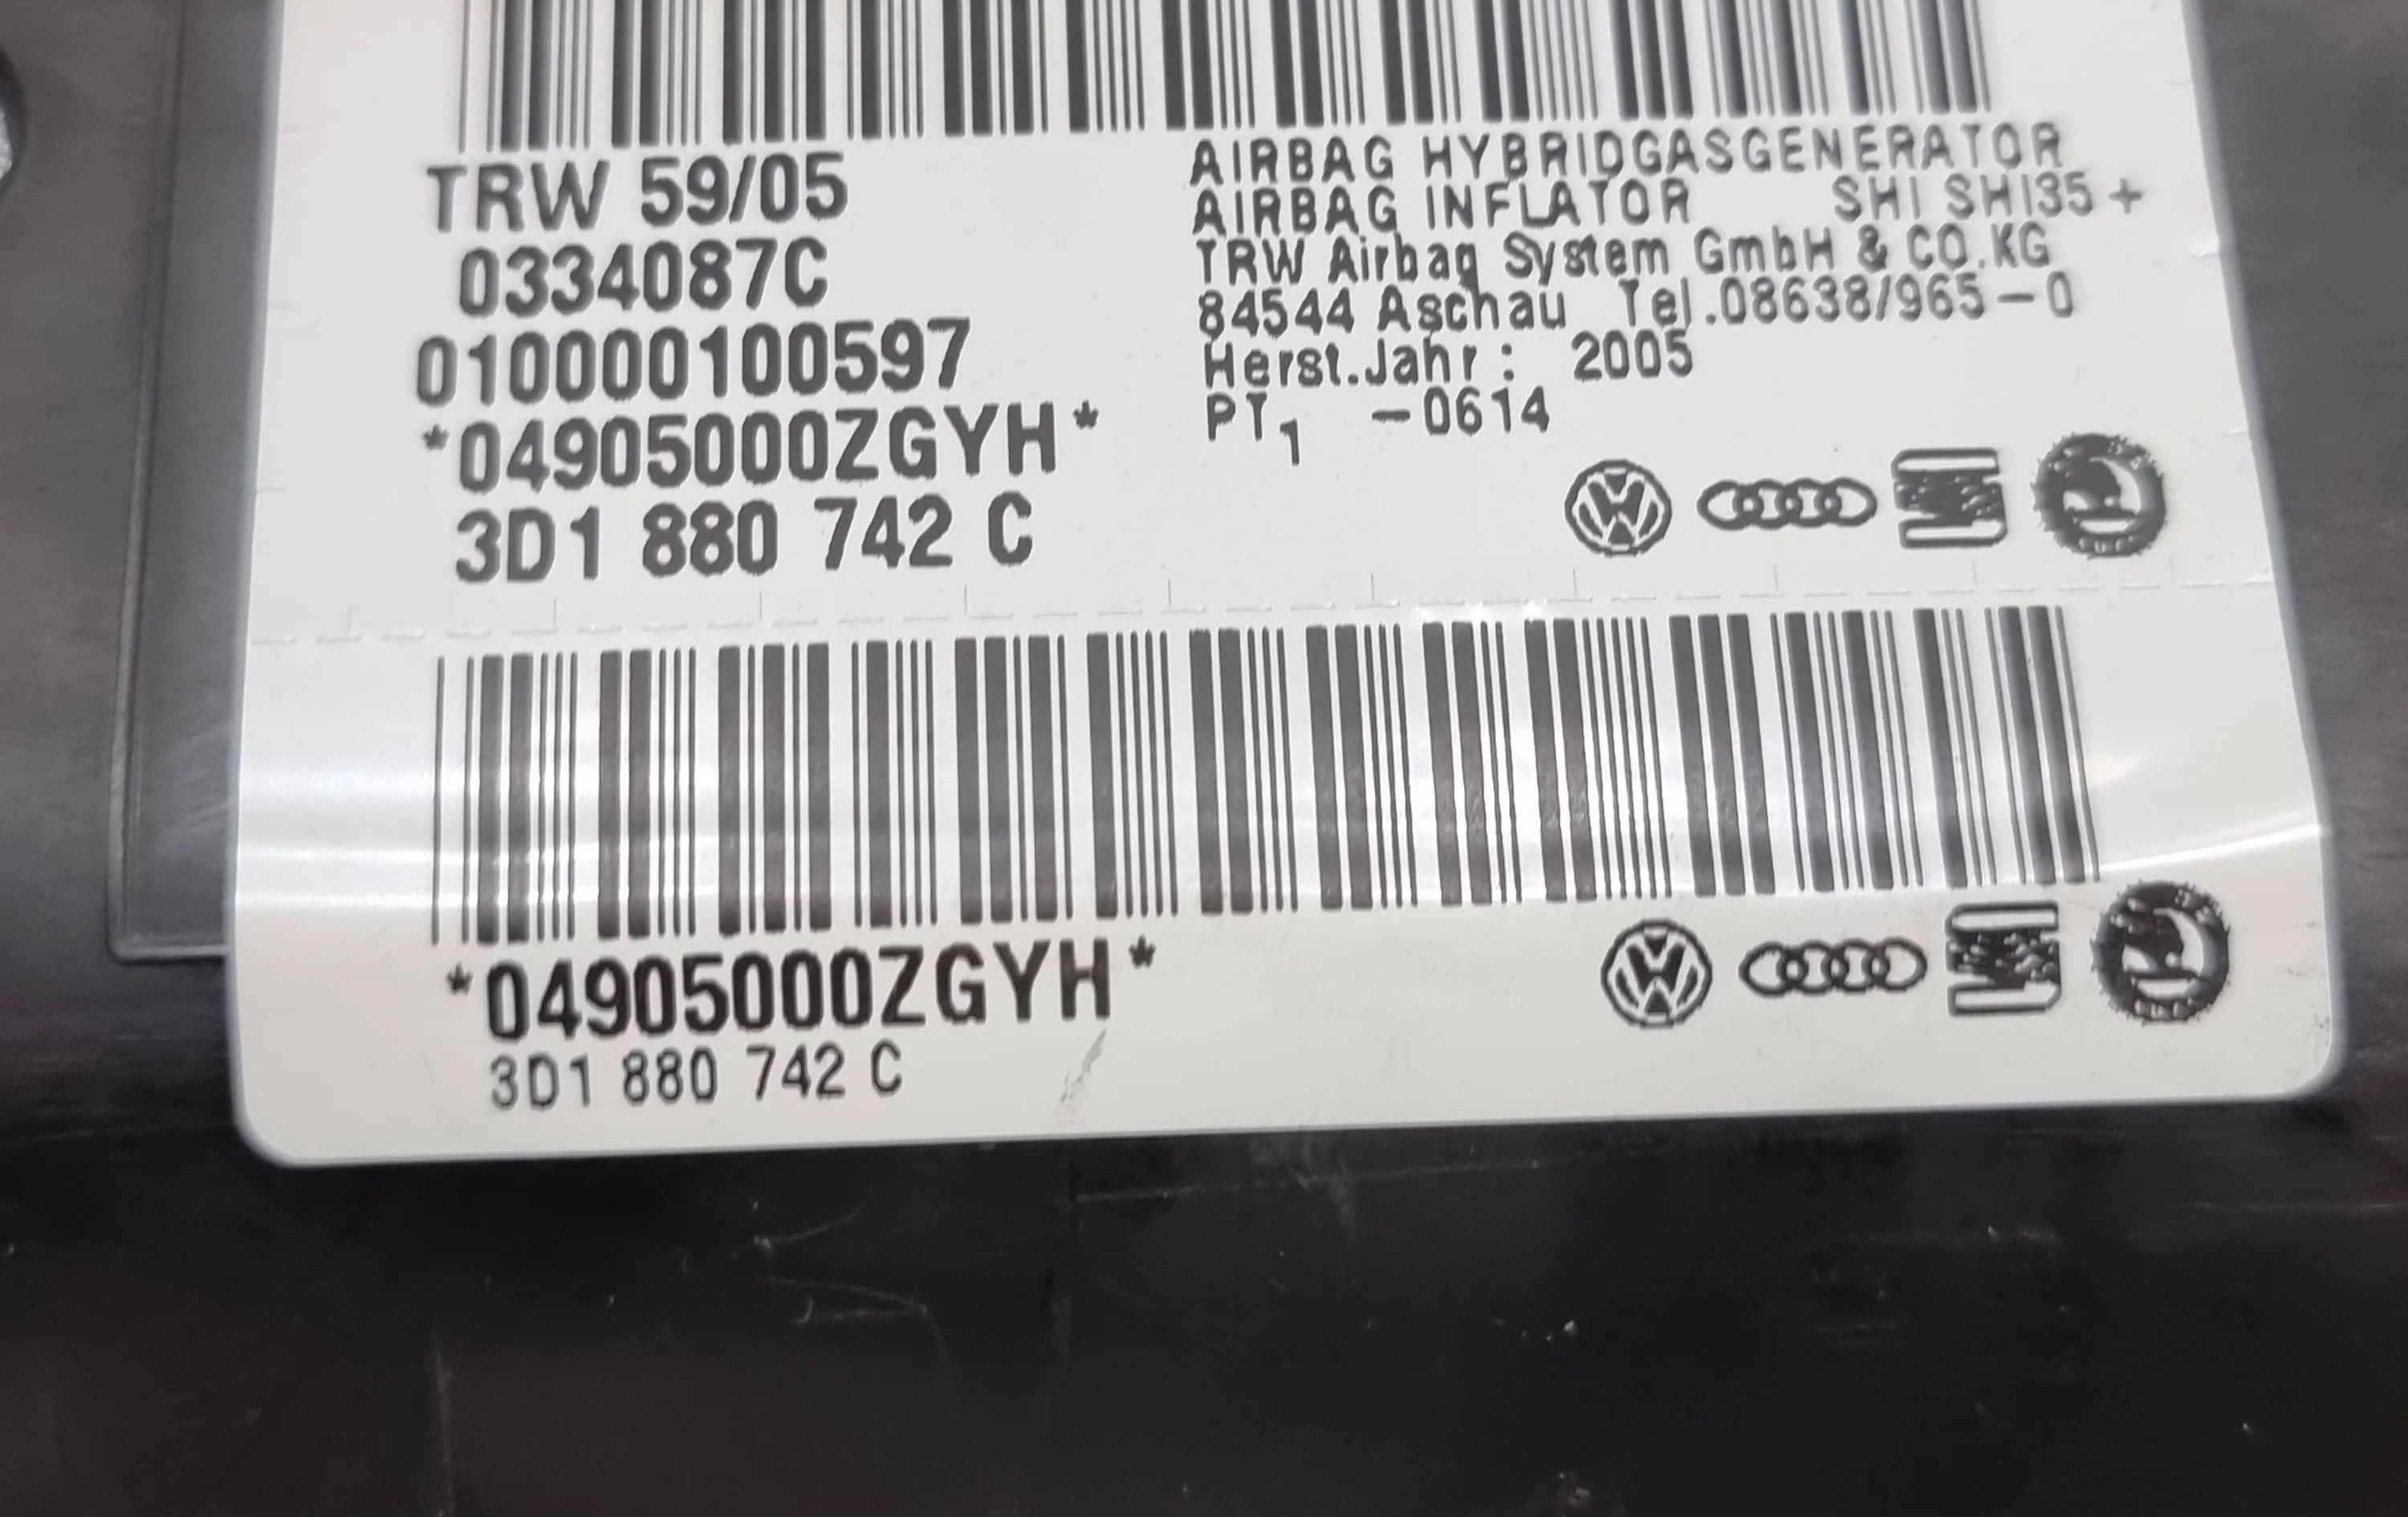 TRW 59/05
0334087C
010000100597
*04905000ZGYH*
3D1 880 742 C
AIRBAG HYBRIDGASGENERATOR
AIRBAG INFLATOR SHI SHI35+
TRW Airbag System GmbH & CO.KG
84544 Aschau Tel.08638/965-0
Herst.Jahr: 2005
PT1 -0614
*04905000ZGYH*
3D1 880 742 C